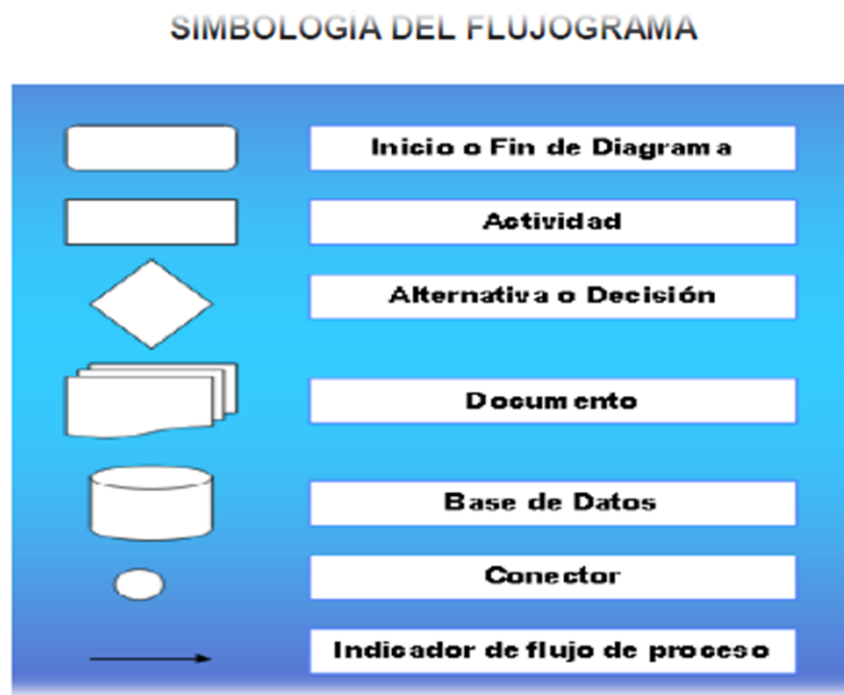 SIMBOLOGÍA DEL FLUJOGRAMA
Inicio o Fin de Diagrama
Actividad
Alternativa o Decisión
Documento
Base de Datos
Conector
Indicador de flujo de proceso